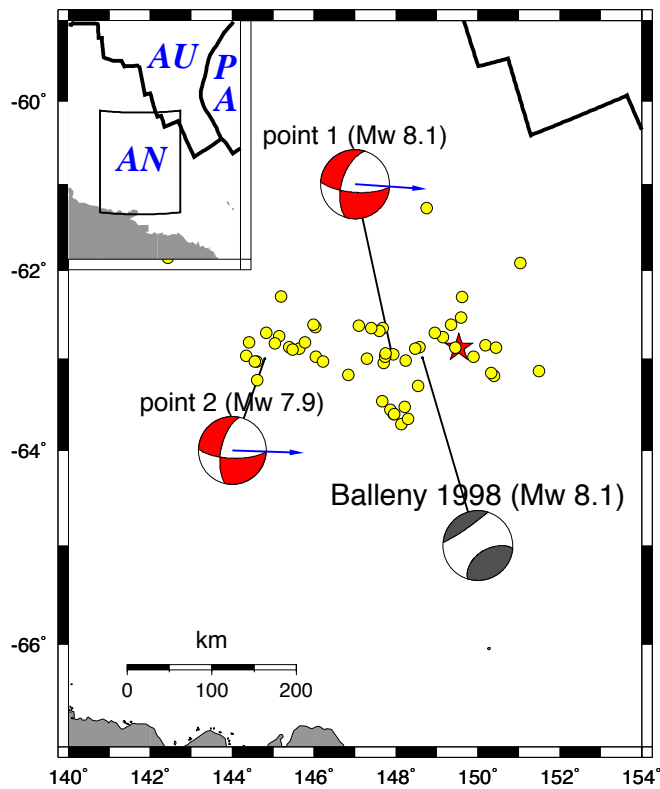 AU
P
A
AN
-60˚
-62˚
-64˚
-66˚
point 1 (Mw 8.1)
point 2 (Mw 7.9)
Balleny 1998 (Mw 8.1)
km
0 100 200
140˚ 142˚ 144˚ 146˚ 148˚ 150˚ 152˚ 154˚